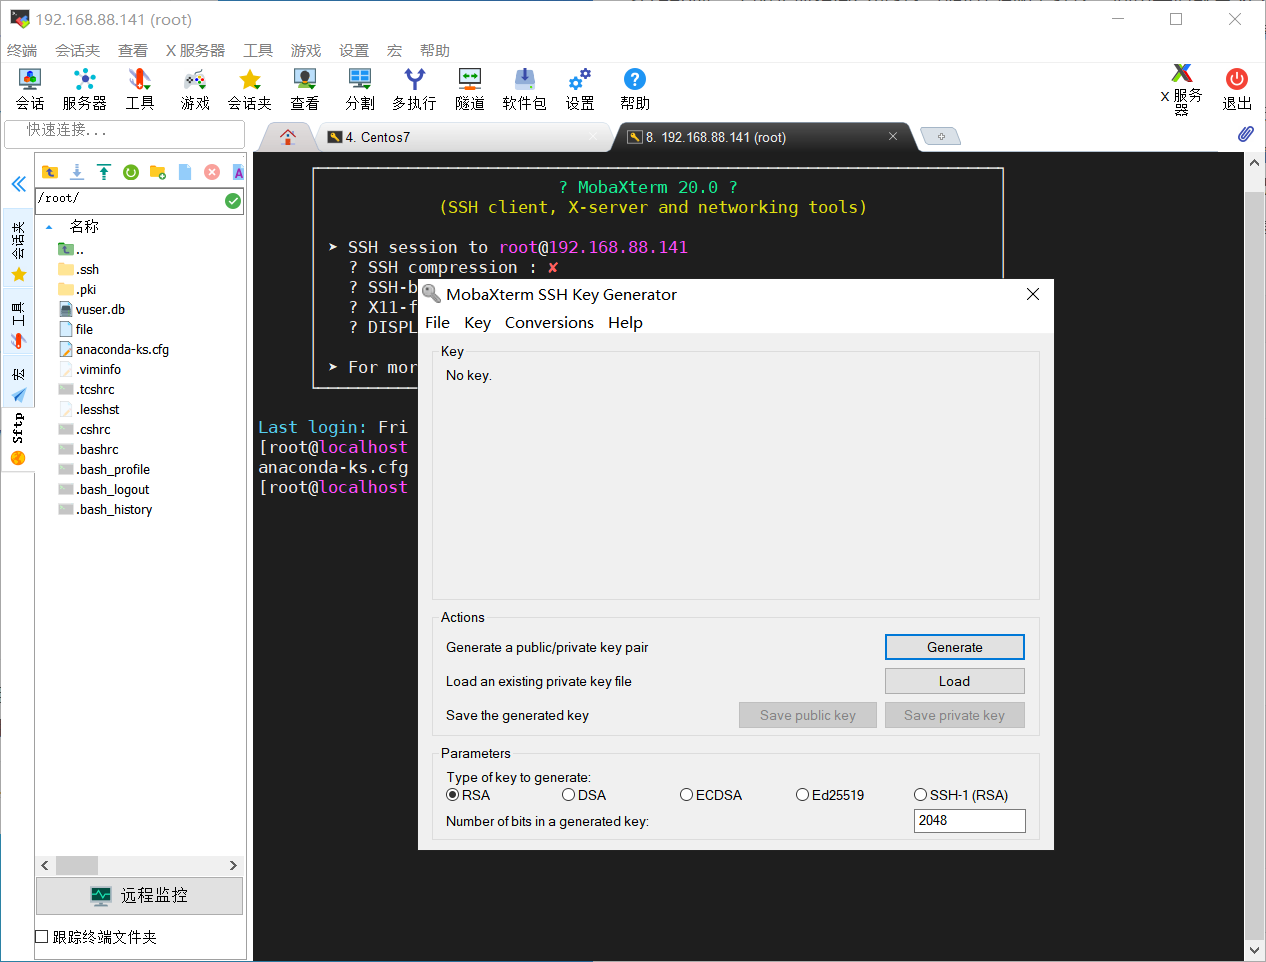 192.168.88.141 (root)
终端 会话夹 查看 X 服务器 工具 游戏 设置 宏 帮助
会话 服务器 工具 游戏 会话夹 查看 分割 多执行 隧道 软件包 设置 帮助 X 服务器 退出
快速连接...
4. Centos7
8. 192.168.88.141 (root)
/root/
名称
..
.ssh
.pki
vuser.db
file
anaconda-ks.cfg
.viminfo
.tcshrc
.lesshst
.cshrc
.bashrc
.bash_profile
.bash_logout
.bash_history
会话夹
工具
宏
Sftp
远程监控
跟踪终端文件夹
? MobaXterm 20.0 ?
(SSH client, X-server and networking tools)
➤ SSH session to root@192.168.88.141
? SSH compression : ✘
? SSH-b
? X11-f
? DISPL
➤ For mor
Last login: Fri
[root@localhost
anaconda-ks.cfg
[root@localhost
MobaXterm SSH Key Generator
File Key Conversions Help
Key
No key.
Actions
Generate a public/private key pair
Generate
Load an existing private key file
Load
Save the generated key
Save public key
Save private key
Parameters
Type of key to generate:
RSA DSA ECDSA Ed25519 SSH-1 (RSA)
Number of bits in a generated key:
2048